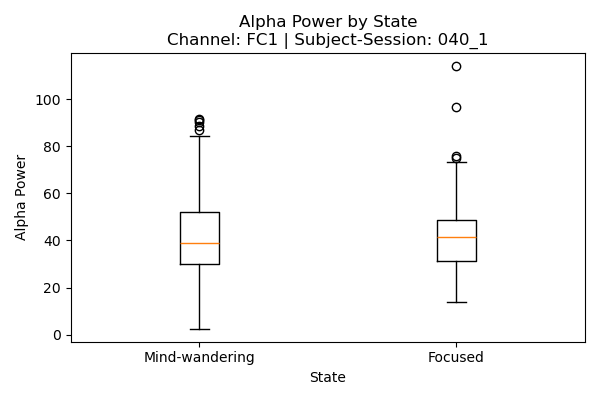 Alpha Power by State
Channel: FC1 | Subject-Session: 040_1
Alpha Power
100
80
60
40
20
0
Mind-wandering
Focused
State